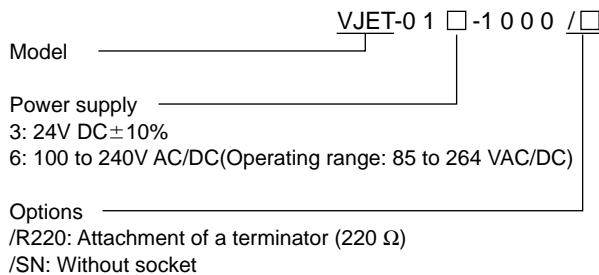 VJET-0 1 □ -1 0 0 0 /□
Model
Power supply
3: 24V DC±10%
6: 100 to 240V AC/DC(Operating range: 85 to 264 VAC/DC)
Options
/R220: Attachment of a terminator (220 Ω)
/SN: Without socket